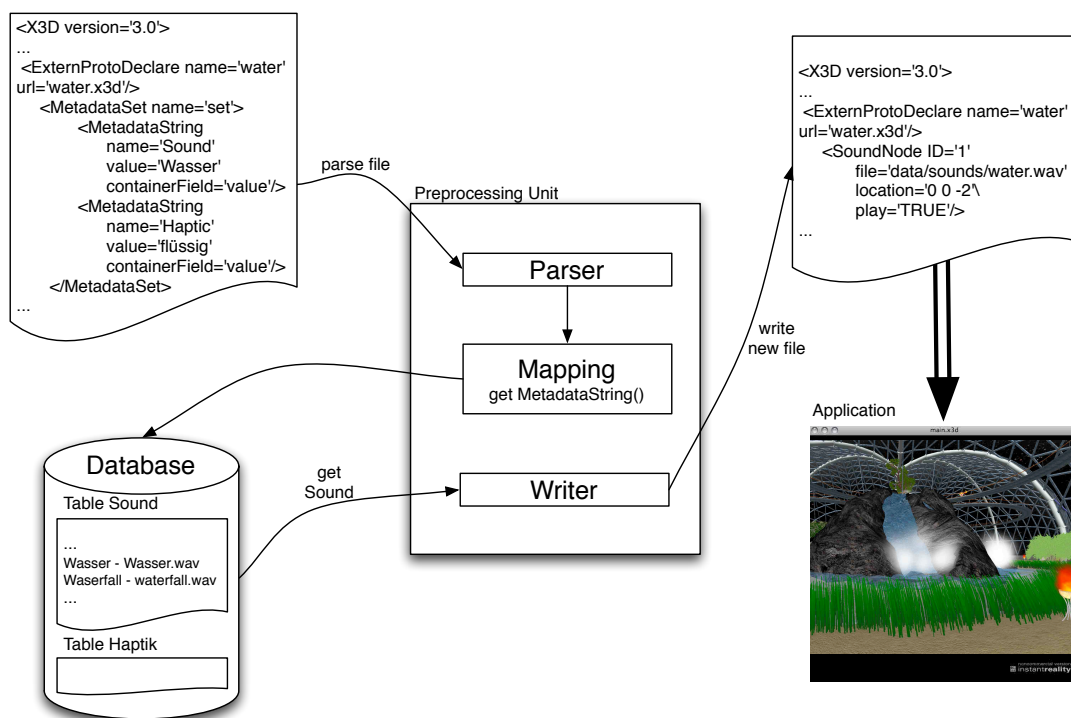 <X3D version='3.0'>
...
<ExternProtoDeclare name='water'
url='water.x3d'/>
<MetadataSet name='set'>
<MetadataString
name='Sound'
value='Wasser'
containerField='value'/>
<MetadataString
name='Haptic'
value='flüssig'
containerField='value'/>
</MetadataSet>
...
parse file
Preprocessing Unit
Parser
Mapping
get MetadataString()
Writer
Database
Table Sound
...
Wasser - Wasser.wav
Waserfall - waterfall.wav
...
Table Haptik
get
Sound
write
new file
<X3D version='3.0'>
...
<ExternProtoDeclare name='water'
url='water.x3d'/>
<SoundNode ID='1'
file='data/sounds/water.wav'
location='0 0 -2'\
play='TRUE'/>
...
Application
main.x3d
noncommercial version
instantreality